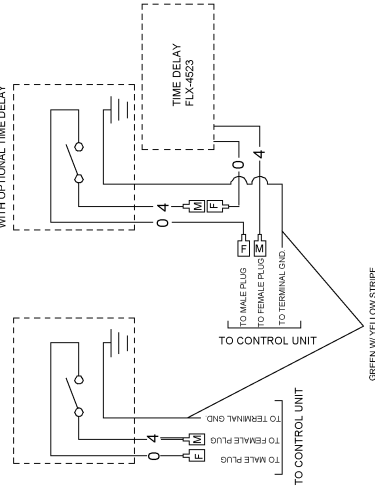 WITH OPTIONAL TIME DELAY
TIME DELAY
FLX-4523
0
4
M
F
0
4
F
M
TO MALE PLUG
TO FEMALE PLUG
TO TERMINAL GND.
TO CONTROL UNIT
GREEN W/ YELLOW STRIPE
0
4
F
M
TO MALE PLUG
TO FEMALE PLUG
TO TERMINAL GND
TO CONTROL UNIT